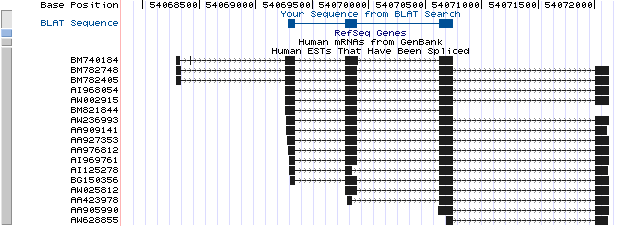 Base Position 54068500| 54069000| 54069500| 54070000| 54070500| 54071000| 54071500| 54072000|
Your Sequence from BLAT Search
BLAT Sequence
RefSeq Genes
Human mRNAs from GenBank
Human ESTs That Have Been Spliced
BM740184
BM782748
BM782405
AI968054
AW002915
BM821844
AW236993
AA909141
AA927353
AA976812
AI969761
AI125278
BG150356
AW025812
AA423978
AA905990
AW628855